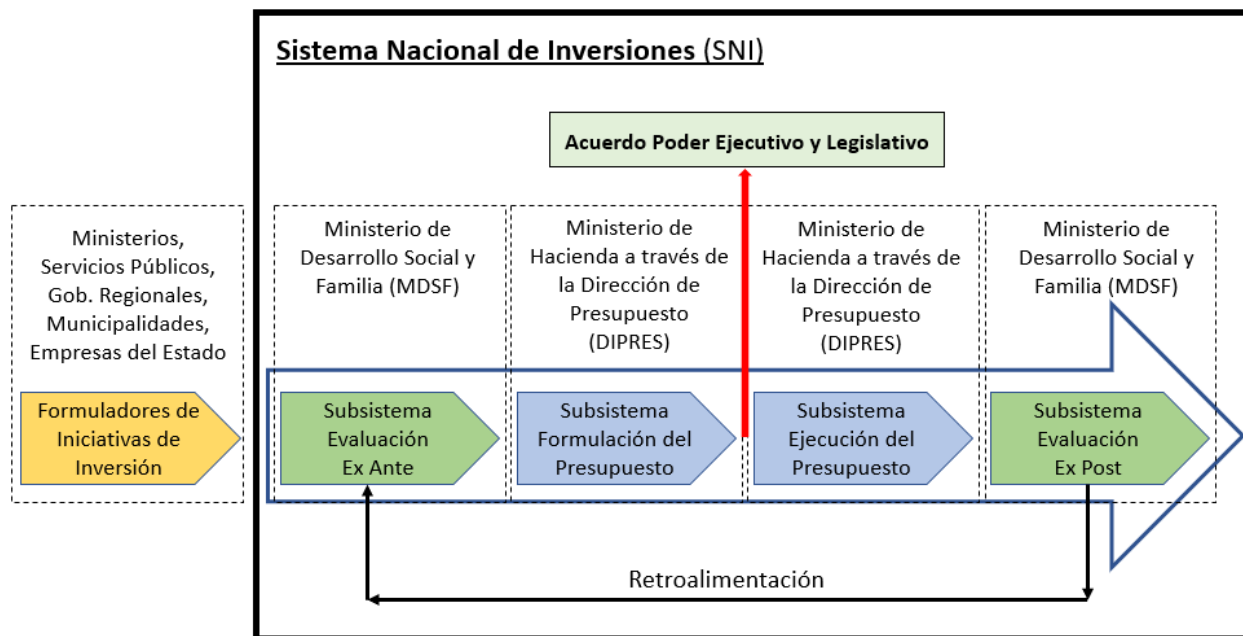 Sistema Nacional de Inversiones (SNI)
Acuerdo Poder Ejecutivo y Legislativo
Ministerios,
Servicios Públicos,
Gob. Regionales,
Municipalidades,
Empresas del Estado
Formuladores de
Iniciativas de
Inversión
Ministerio de
Desarrollo Social y
Familia (MDSF)
Subsistema
Evaluación
Ex Ante
Ministerio de
Hacienda a través de
la Dirección de
Presupuesto
(DIPRES)
Subsistema
Formulación del
Presupuesto
Ministerio de
Hacienda a través de
la Dirección de
Presupuesto
(DIPRES)
Subsistema
Ejecución del
Presupuesto
Ministerio de
Desarrollo Social y
Familia (MDSF)
Subsistema
Evaluación
Ex Post
Retroalimentación